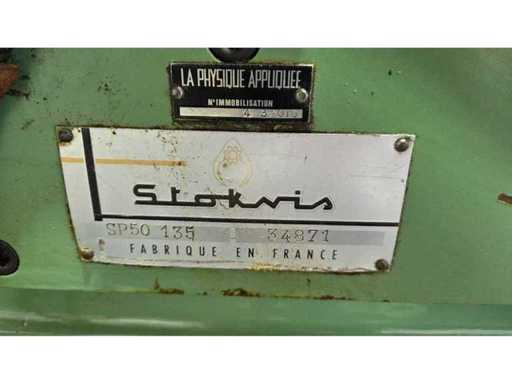 LA PHYSIQUE APPLIQUEE
N° IMMOBILISATION
Stokvis
SP50 135 34871
FABRIQUE EN FRANCE